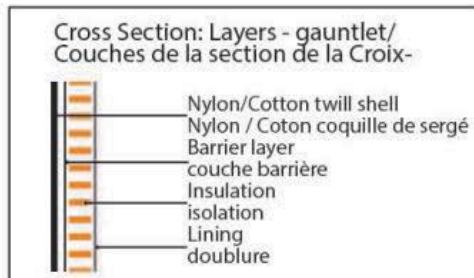 Cross Section: Layers - gauntlet/
Couches de la section de la Croix-
Nylon/Cotton twill shell
Nylon / Coton coquille de sergé
Barrier layer
couche barrière
Insulation
isolation
Lining
doublure